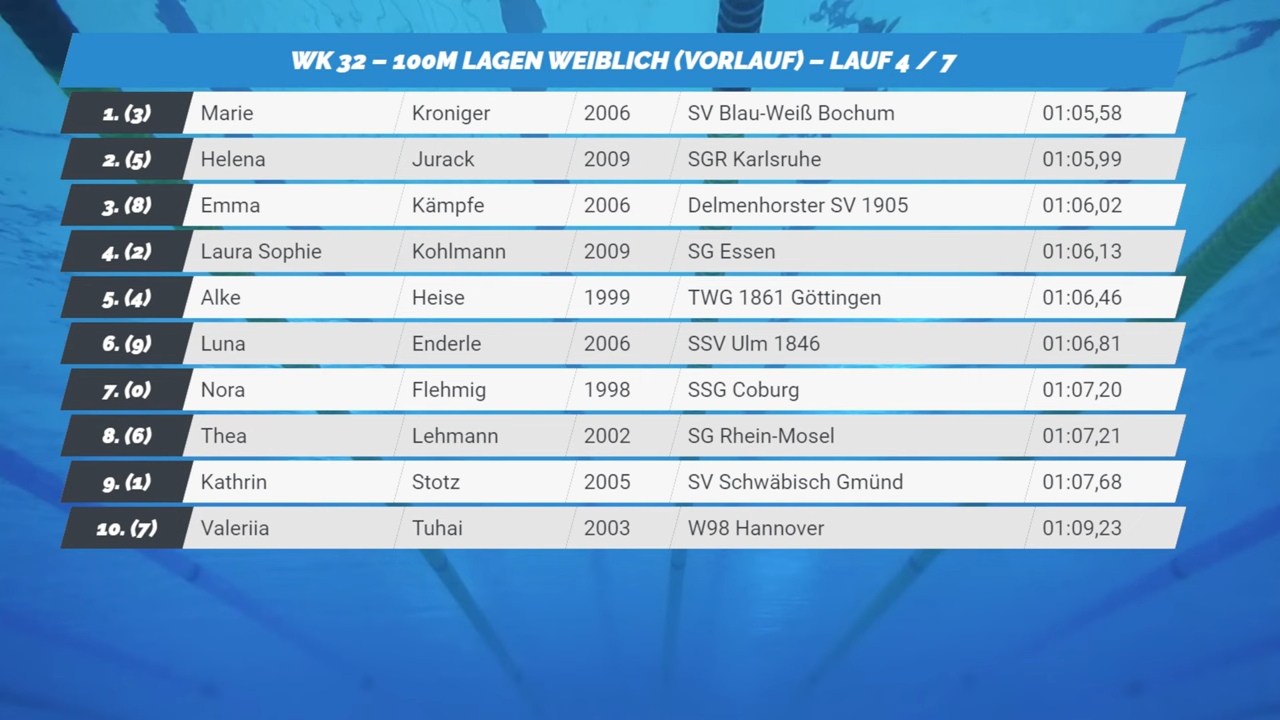 WK 32 – 100M LAGEN WEIBLICH (VORLAUF) – LAUF 4 / 7
1. (3) Marie Kroniger 2006 SV Blau-Weiß Bochum 01:05,58
2. (5) Helena Jurack 2009 SGR Karlsruhe 01:05,99
3. (8) Emma Kämpfe 2006 Delmenhorster SV 1905 01:06,02
4. (2) Laura Sophie Kohlmann 2009 SG Essen 01:06,13
5. (4) Alke Heise 1999 TWG 1861 Göttingen 01:06,46
6. (9) Luna Enderle 2006 SSV Ulm 1846 01:06,81
7. (0) Nora Flehmig 1998 SSG Coburg 01:07,20
8. (6) Thea Lehmann 2002 SG Rhein-Mosel 01:07,21
9. (1) Kathrin Stotz 2005 SV Schwäbisch Gmünd 01:07,68
10. (7) Valeriia Tuhai 2003 W98 Hannover 01:09,23